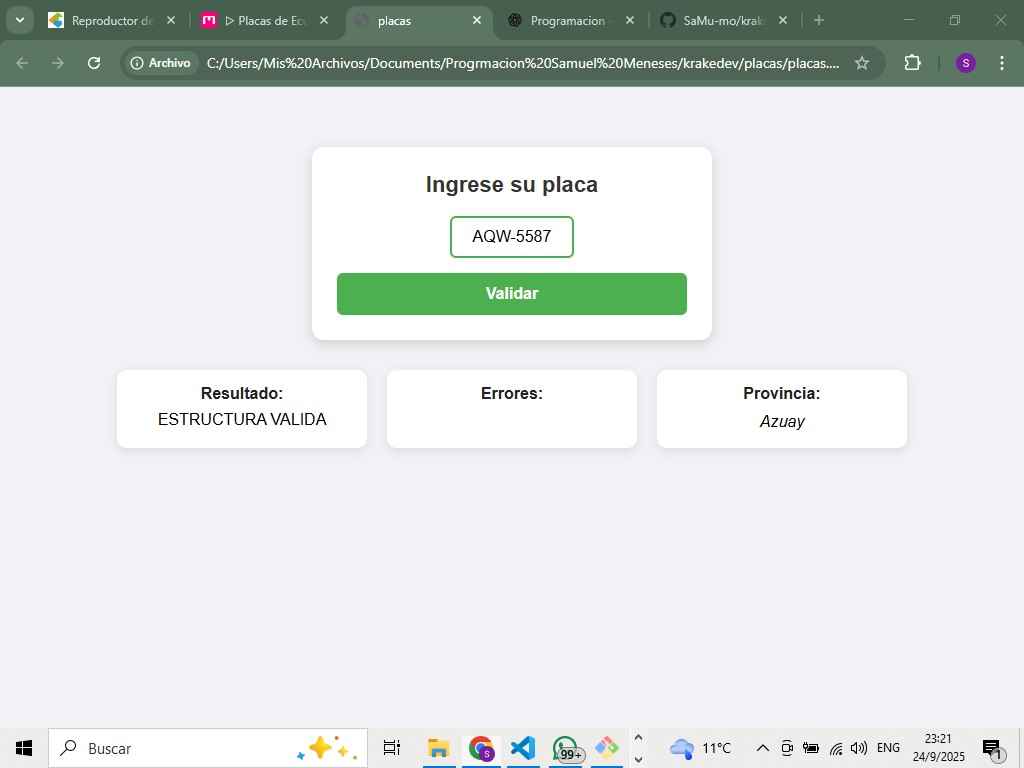 Reproductor de
Placas de Ecu
placas
Programacion
SaMu-mo/krak
Archivo
C:/Users/Mis%20Archivos/Documents/Progrmacion%20Samuel%20Meneses/krakedev/placas/placas....
S
Ingrese su placa
AQW-5587
Validar
Resultado:
ESTRUCTURA VALIDA
Errores:
Provincia:
Azuay
Buscar
S
99+
11°C
ENG
23:21
24/9/2025
1